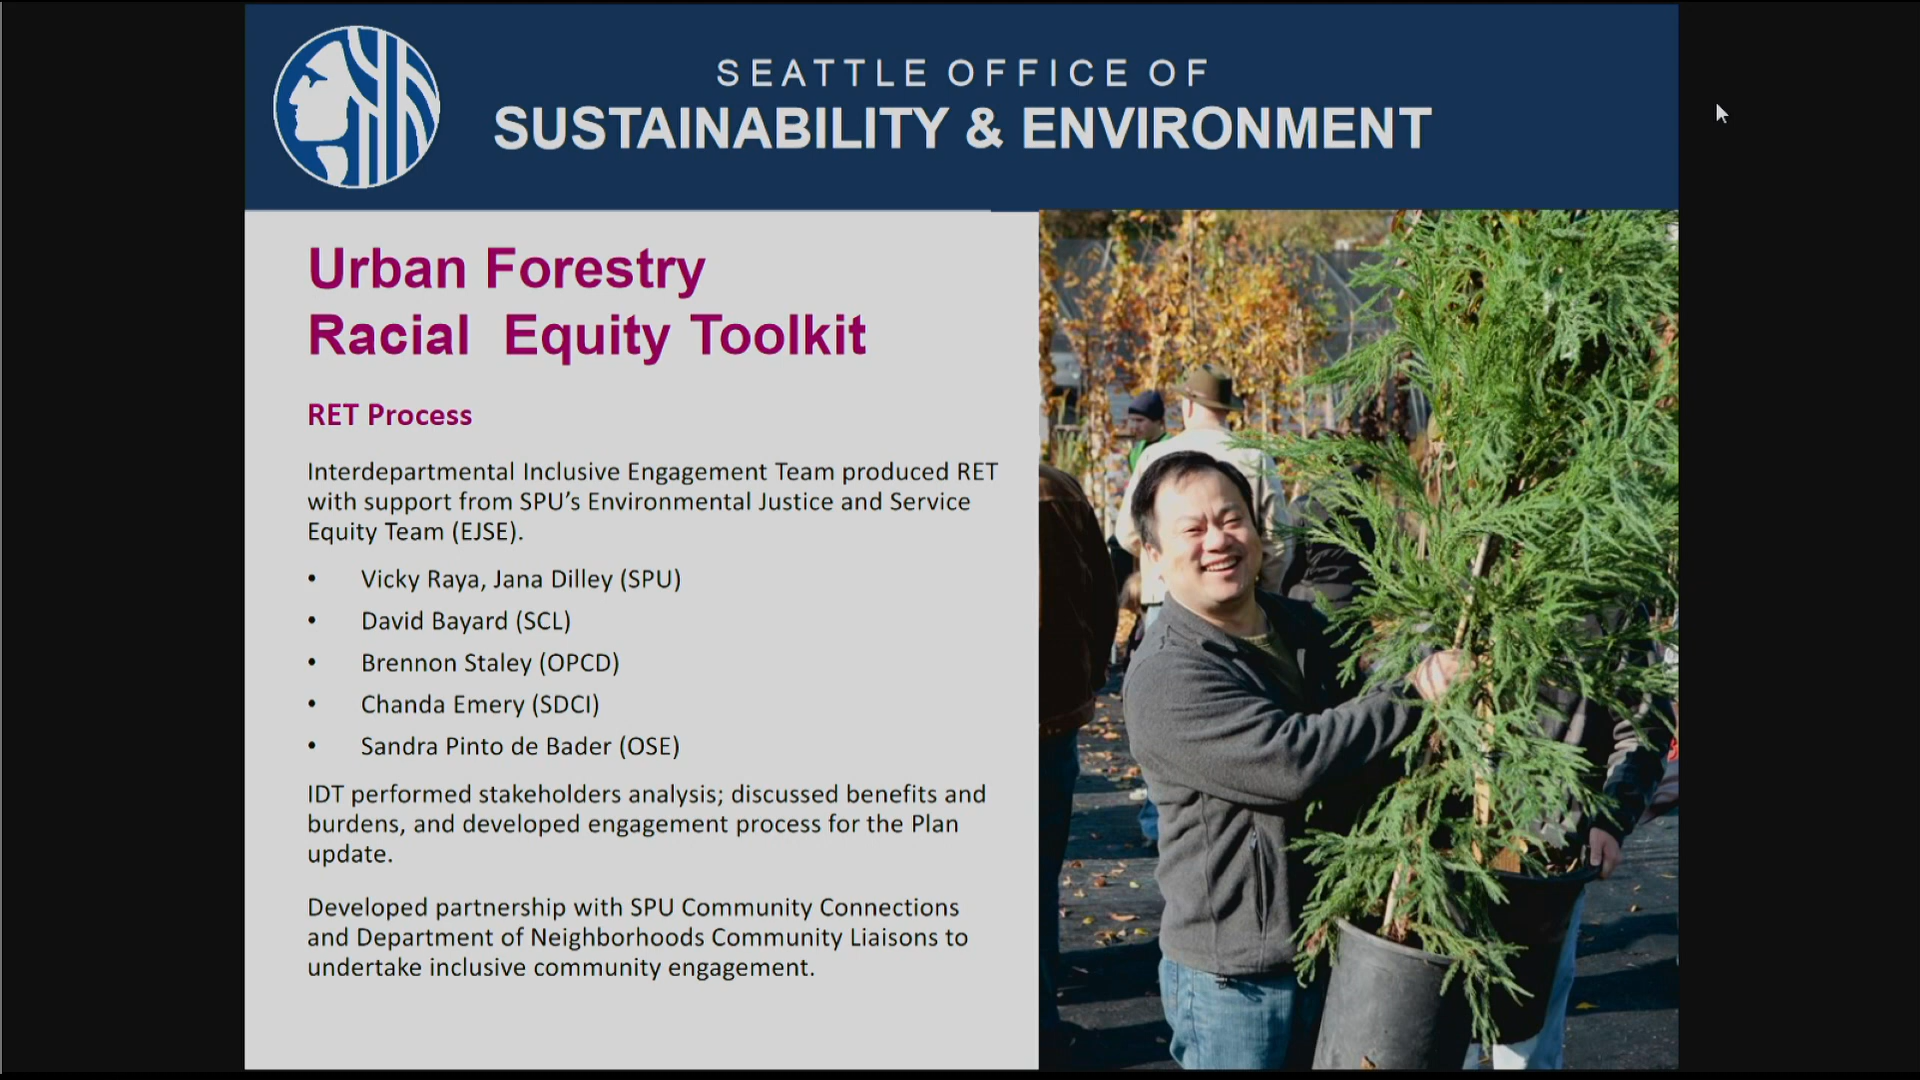 SEATTLE OFFICE OF
SUSTAINABILITY & ENVIRONMENT
Urban Forestry
Racial Equity Toolkit
RET Process
Interdepartmental Inclusive Engagement Team produced RET
with support from SPU’s Environmental Justice and Service
Equity Team (EJSE).
• Vicky Raya, Jana Dilley (SPU)
• David Bayard (SCL)
• Brennon Staley (OPCD)
• Chanda Emery (SDCI)
• Sandra Pinto de Bader (OSE)
IDT performed stakeholders analysis; discussed benefits and
burdens, and developed engagement process for the Plan
update.
Developed partnership with SPU Community Connections
and Department of Neighborhoods Community Liaisons to
undertake inclusive community engagement.